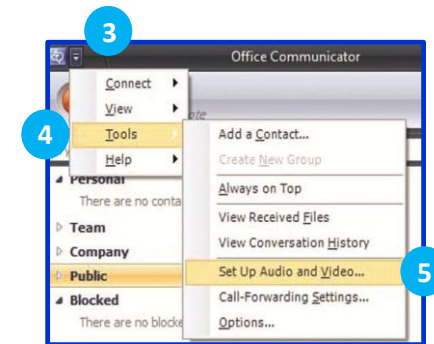 3
Office Communicator
Connect
View
4
Tools
Help
Add a Contact...
Create New Group
Always on Top
View Received Files
View Conversation History
Set Up Audio and Video...
5
Call-Forwarding Settings...
Options...
Personal
There are no conta
Team
Company
Public
Blocked
There are no blocke